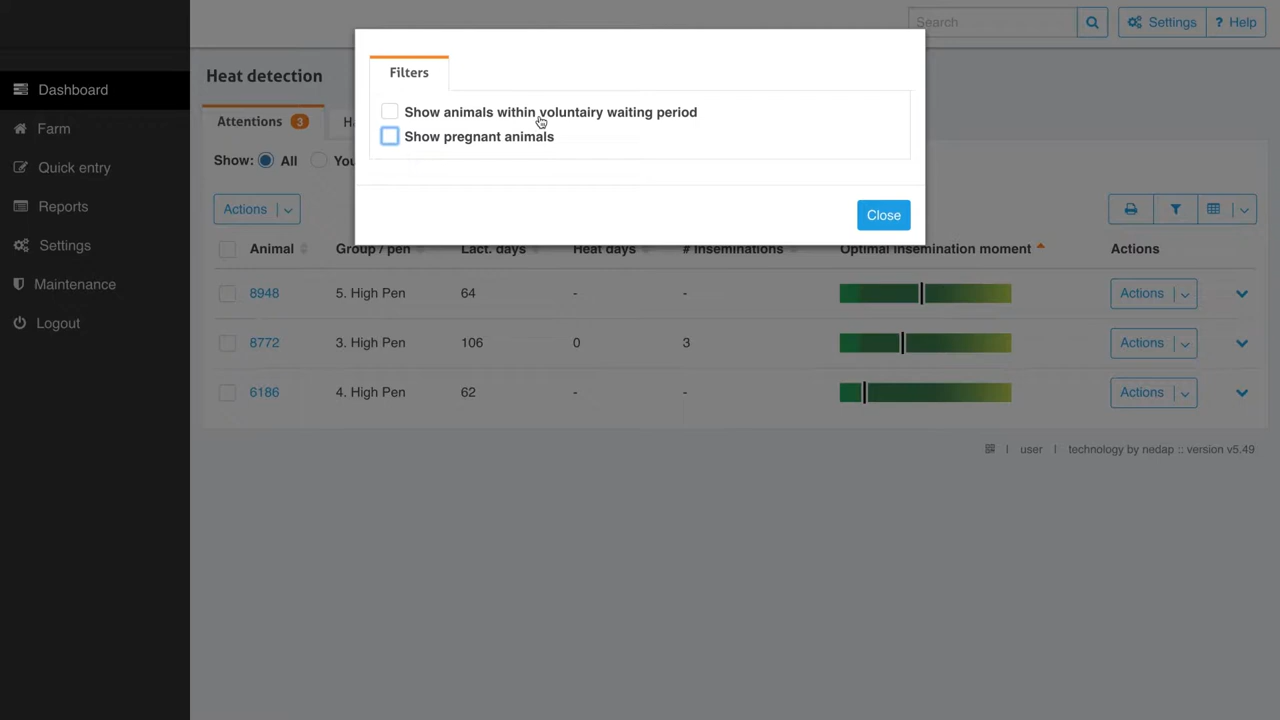 Search
Settings
? Help
Filters
Show animals within voluntairy waiting period
Show pregnant animals
Close
Dashboard
Farm
Quick entry
Reports
Settings
Maintenance
Logout
Heat detection
Attentions 3
Show: All
Actions
Animal Group / pen Lact. days Heat days # Inseminations Optimal insemination moment Actions
8948 5. High Pen 64 - - Actions
8772 3. High Pen 106 0 3 Actions
6186 4. High Pen 62 - - Actions
user | technology by nedap :: version v5.49